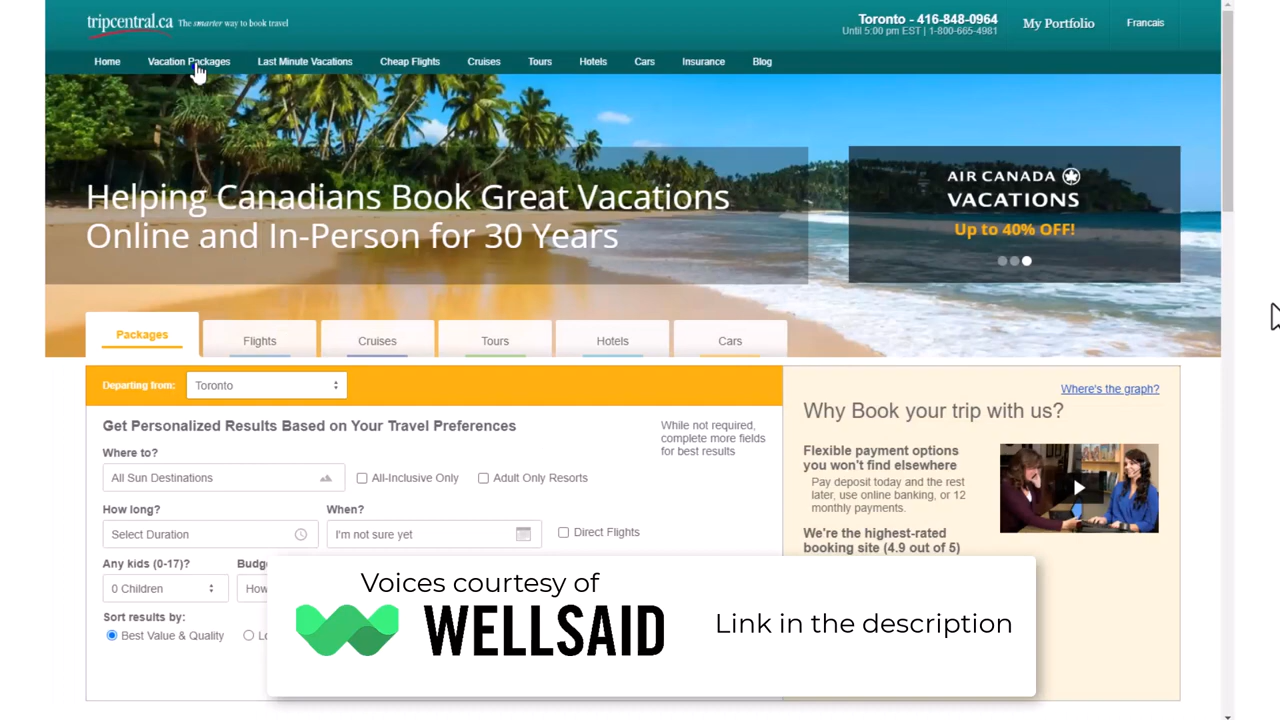 tripcentral.ca The smarter way to book travel
Toronto - 416-848-0964
Until 5:00 pm EST | 1-800-665-4981
My Portfolio
Francais
Home Vacation Packages Last Minute Vacations Cheap Flights Cruises Tours Hotels Cars Insurance Blog
Helping Canadians Book Great Vacations
Online and In-Person for 30 Years
AIR CANADA
VACATIONS
Up to 40% OFF!
Packages Flights Cruises Tours Hotels Cars
Departing from: Toronto
Get Personalized Results Based on Your Travel Preferences
While not required,
complete more fields
for best results
Where to?
All Sun Destinations All-Inclusive Only Adult Only Resorts
How long? When?
Select Duration I'm not sure yet Direct Flights
Any kids (0-17)?
0 Children
Sort results by:
Best Value & Quality
Where's the graph?
Why Book your trip with us?
Flexible payment options
you won't find elsewhere
Pay deposit today and the rest
later, use online banking, or 12
monthly payments.
We're the highest-rated
booking site (4.9 out of 5)
Voices courtesy of
WELLSAID
Link in the description